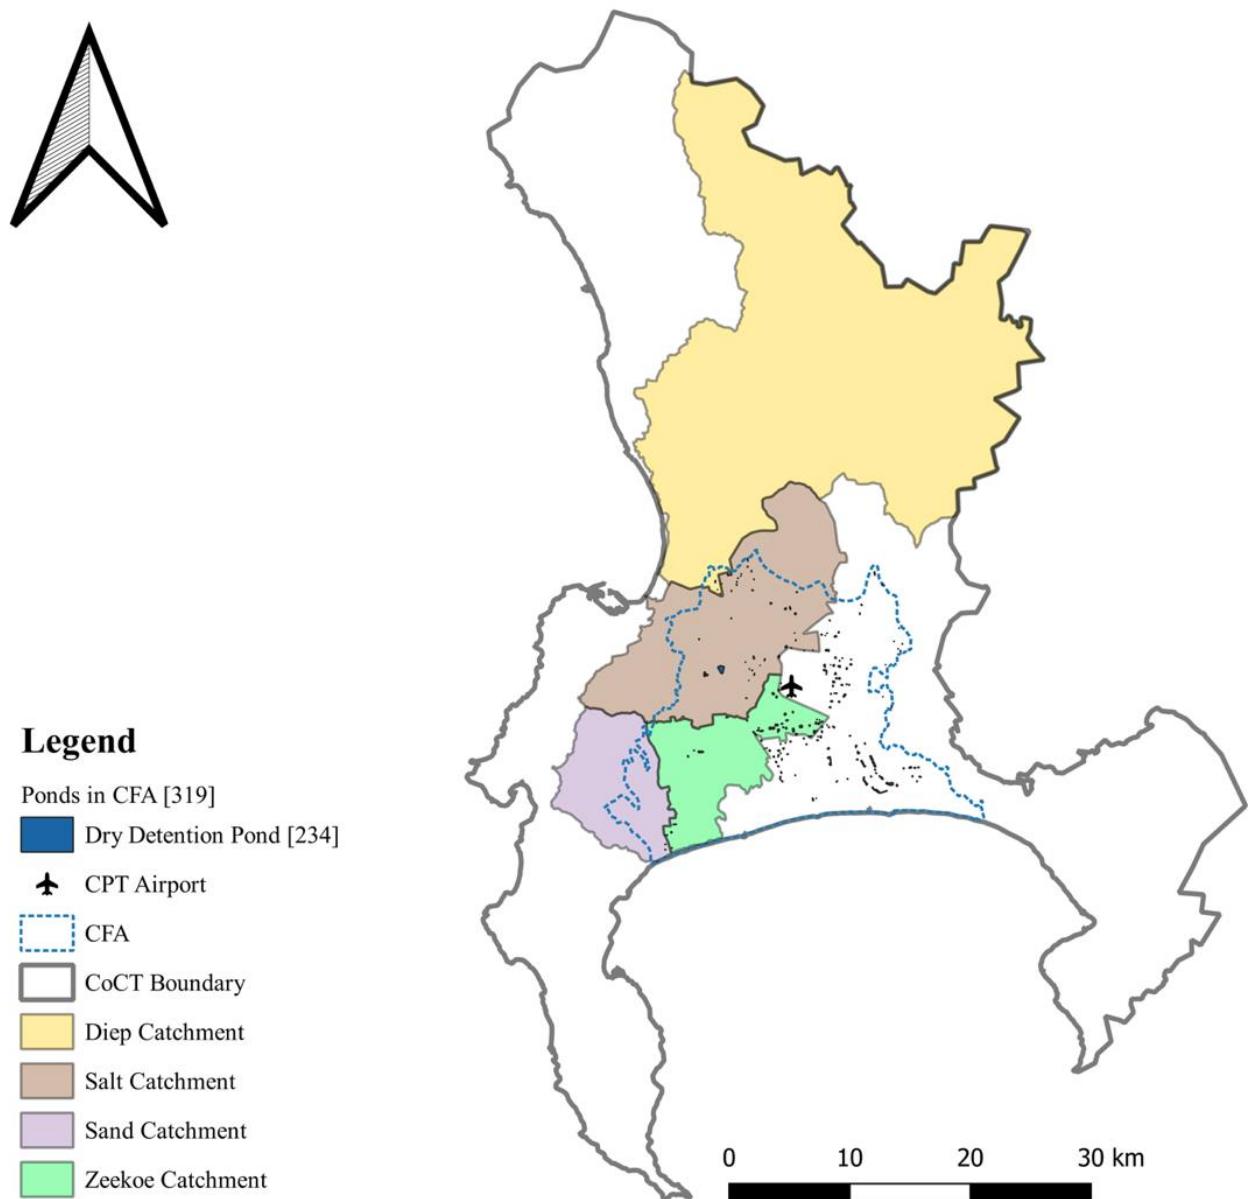 Legend
Ponds in CFA [319]
Dry Detention Pond [234]
CPT Airport
CFA
CoCT Boundary
Diep Catchment
Salt Catchment
Sand Catchment
Zeekoe Catchment
0 10 20 30 km